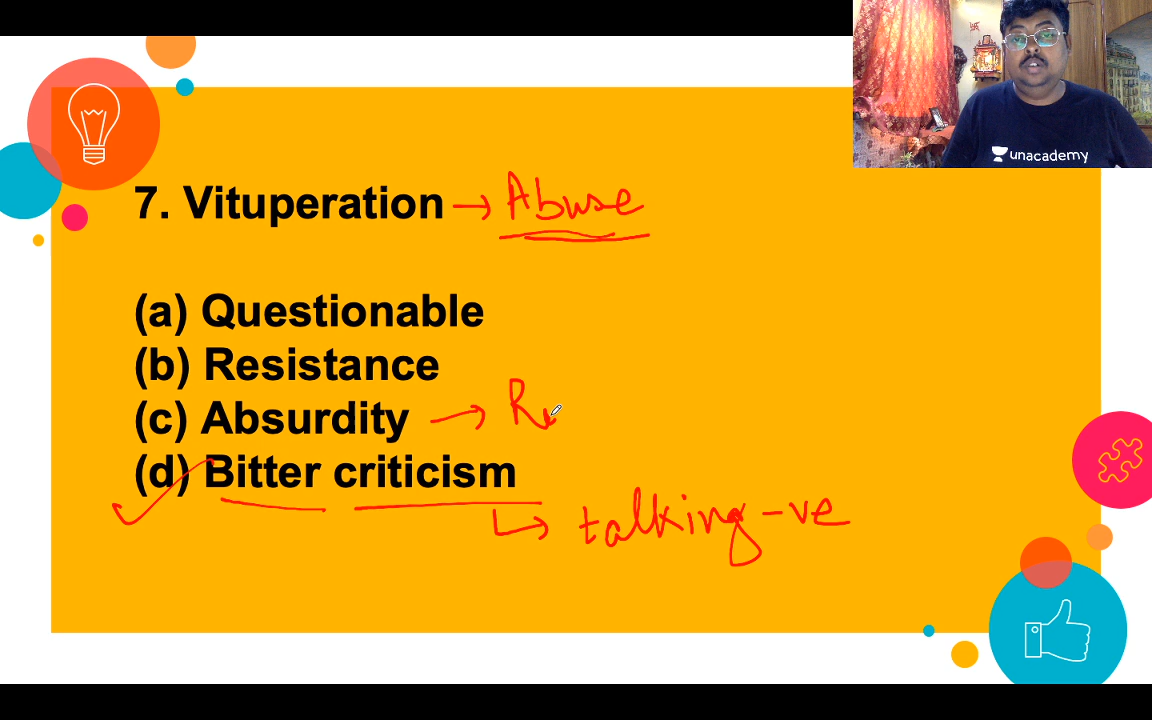 unacademy
7. Vituperation → Abuse
(a) Questionable
(b) Resistance
(c) Absurdity →
(d) Bitter criticism
↳ talking -ve